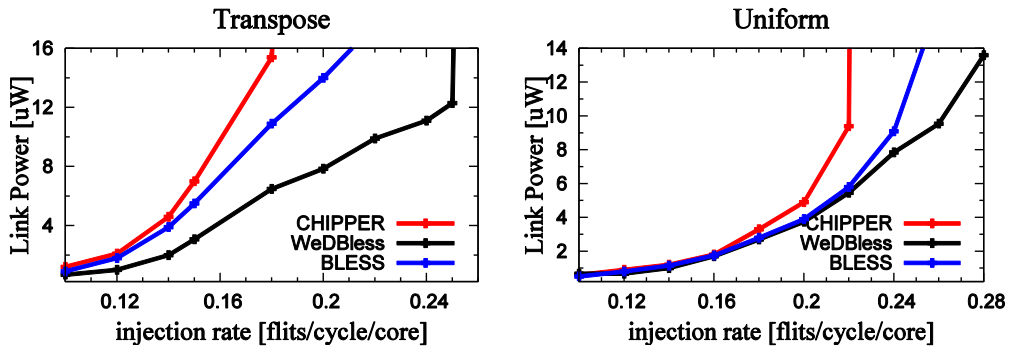 Transpose
Link Power [uW]
16
12
8
4
CHIPPER
WeDBless
BLESS
0.12
0.16
0.2
0.24
injection rate [flits/cycle/core]
Uniform
Link Power [uW]
14
12
10
8
6
4
2
CHIPPER
WeDBless
BLESS
0.12
0.16
0.2
0.24
0.28
injection rate [flits/cycle/core]